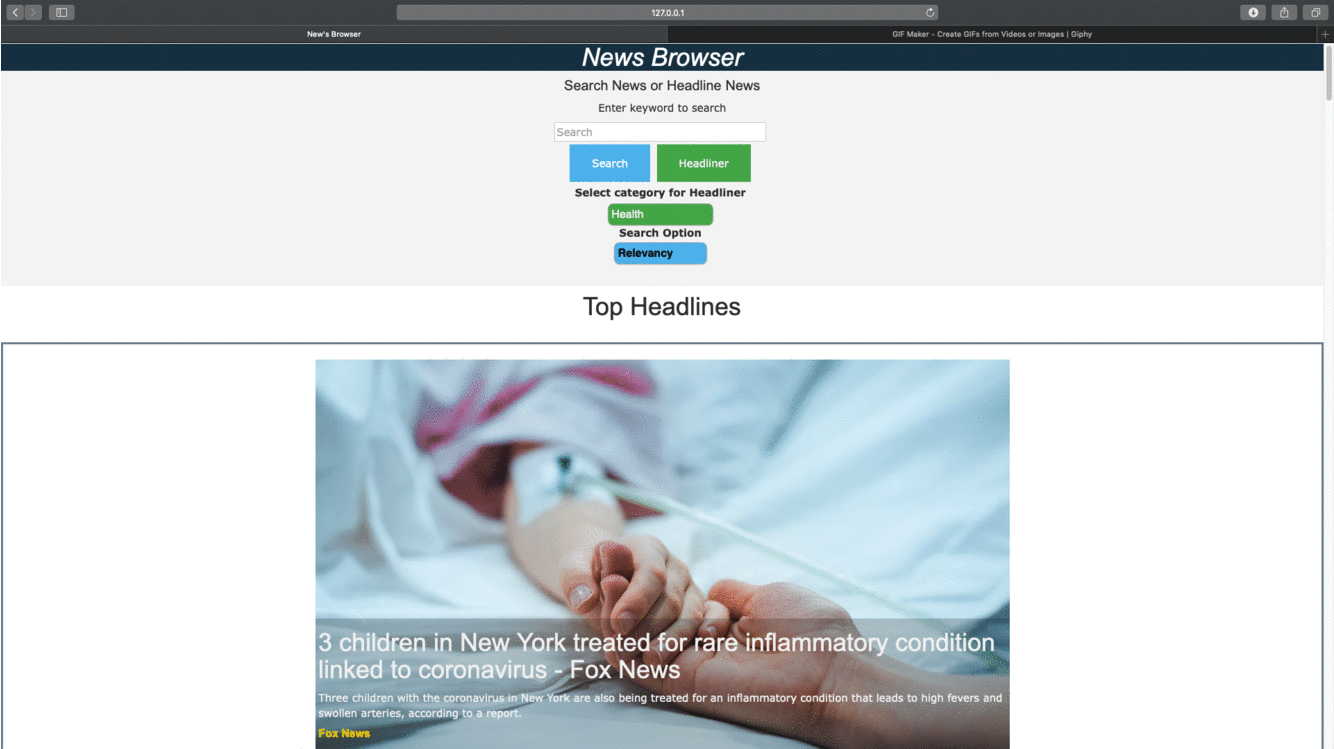 127.0.0.1
New's Browser
GIF Maker - Create GIFs from Videos or Images | Giphy
News Browser
Search News or Headline News
Enter keyword to search
Search
Search Headliner
Select category for Headliner
Health
Search Option
Relevancy
Top Headlines
3 children in New York treated for rare inflammatory condition
linked to coronavirus - Fox News
Three children with the coronavirus in New York are also being treated for an inflammatory condition that leads to high fevers and
swollen arteries, according to a report.
Fox News